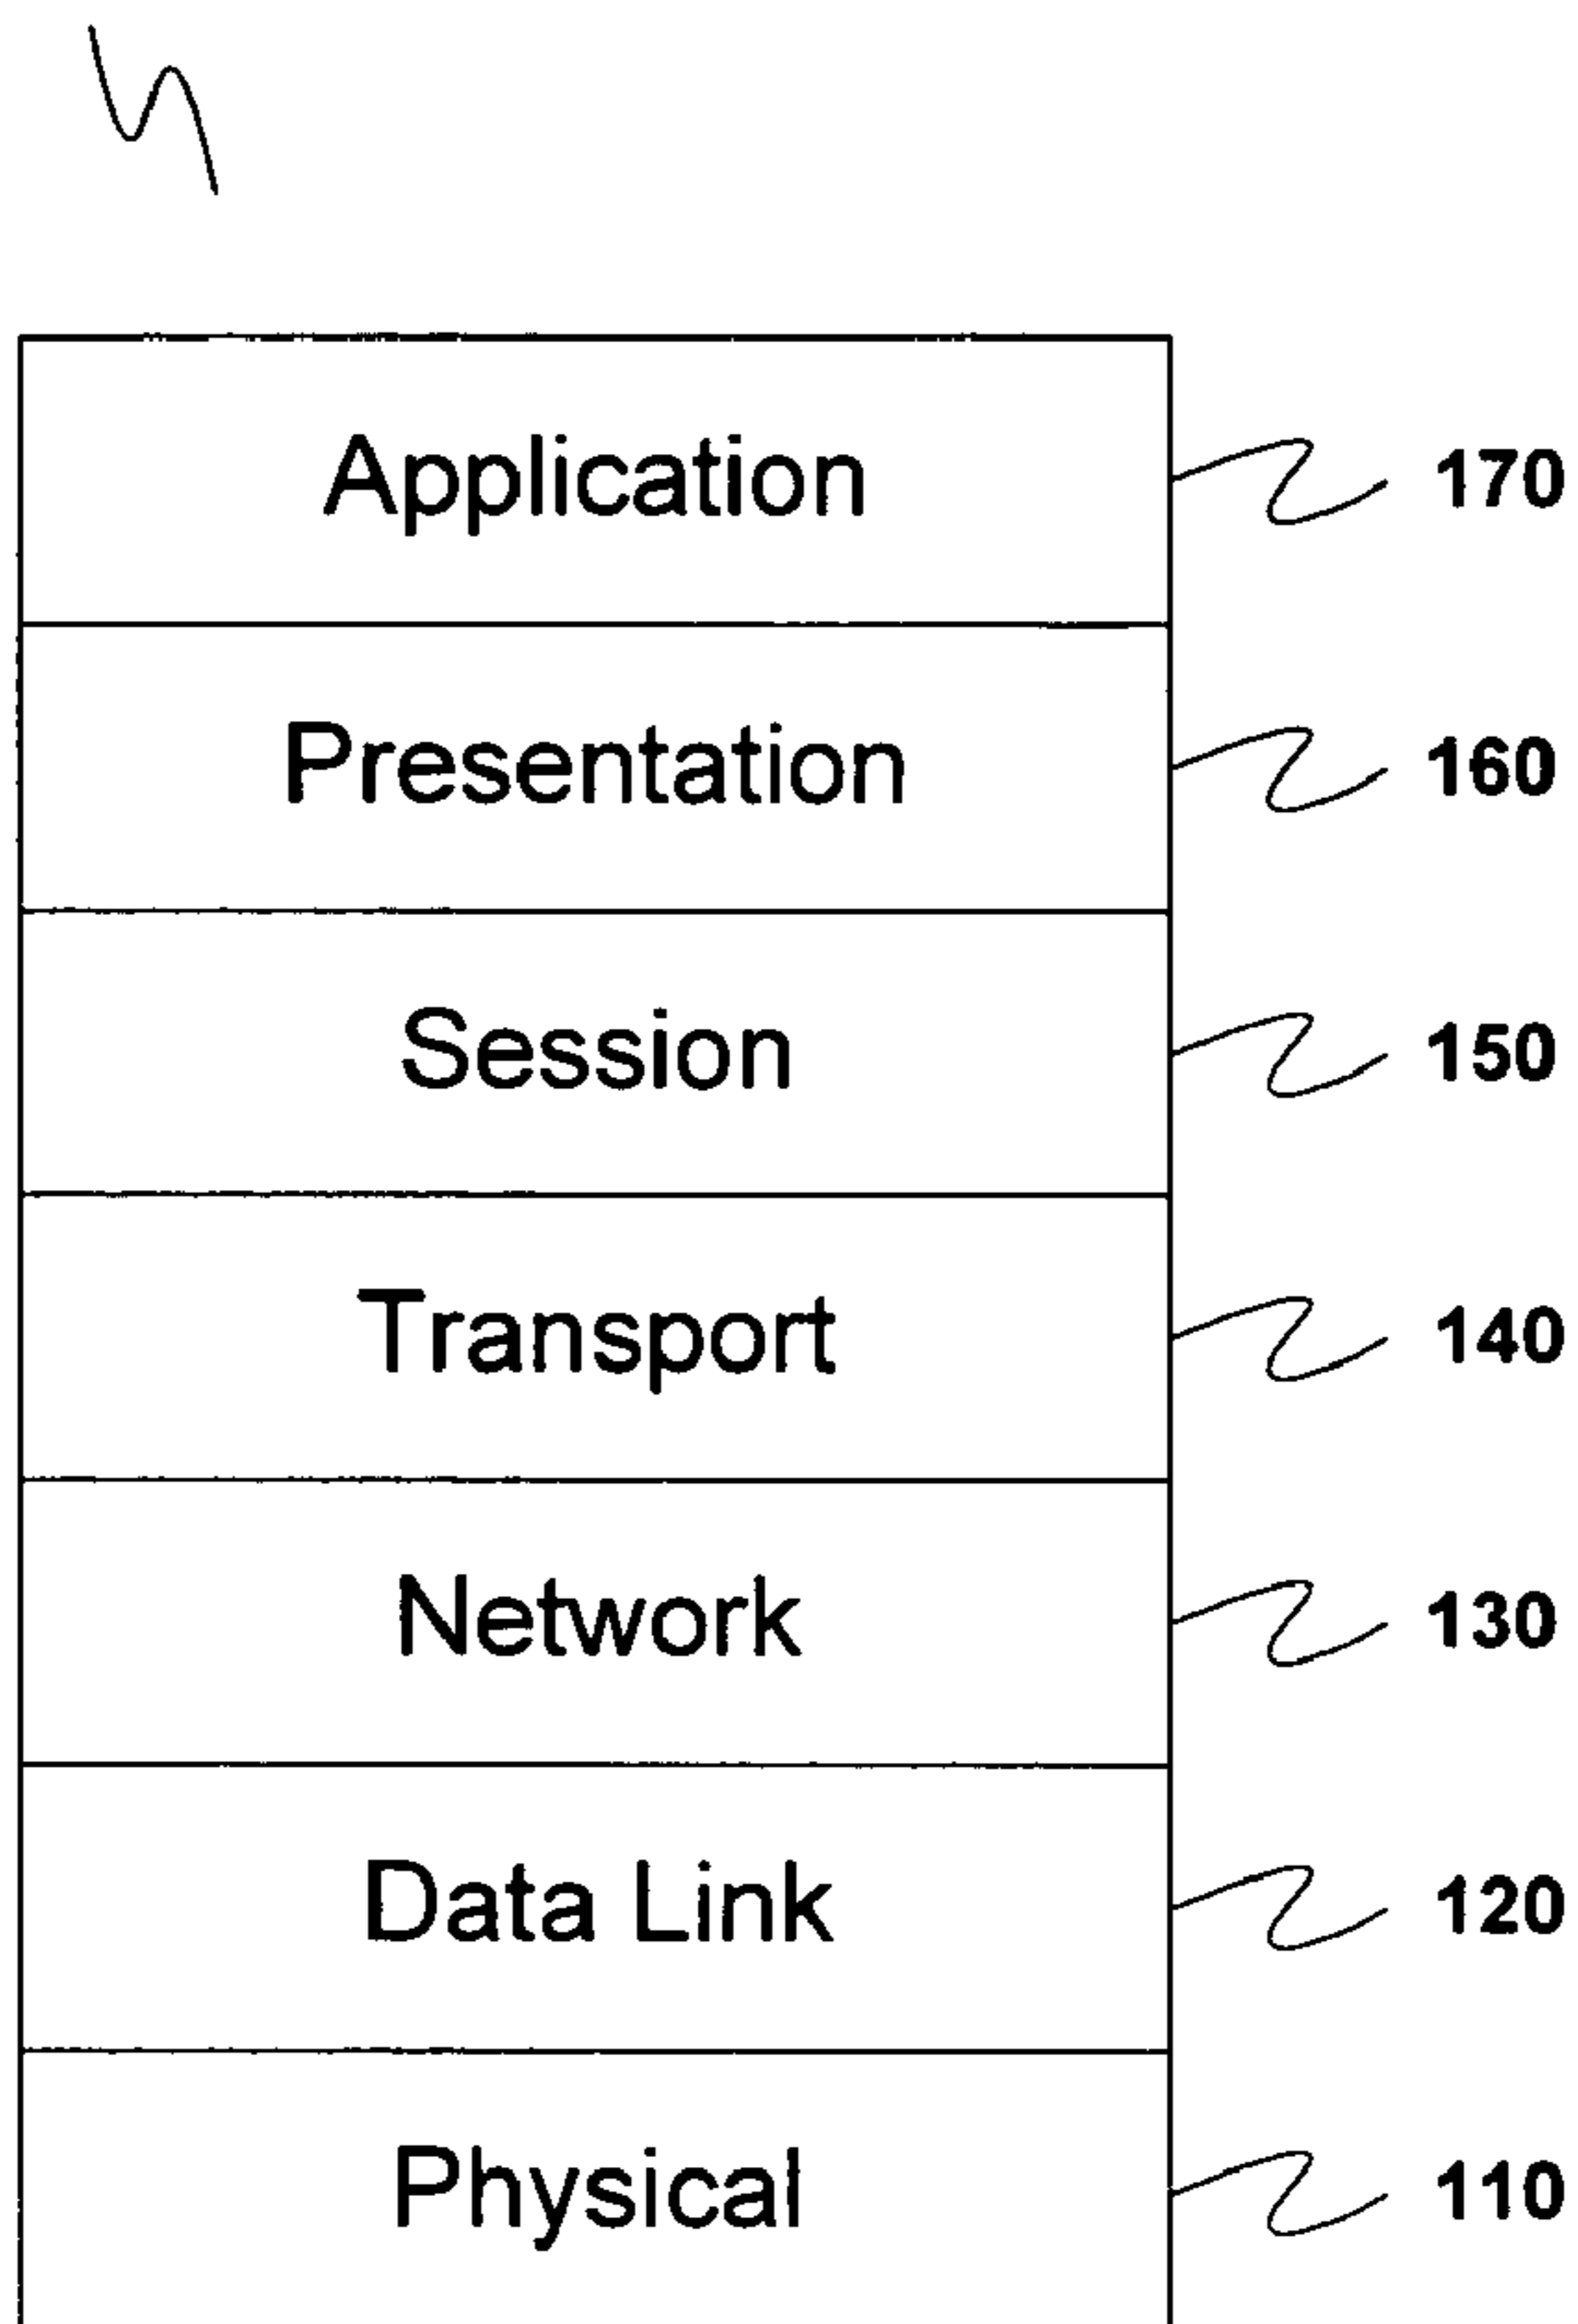 Application 170
Presentation 160
Session 150
Transport 140
Network 130
Data Link 120
Physical 110